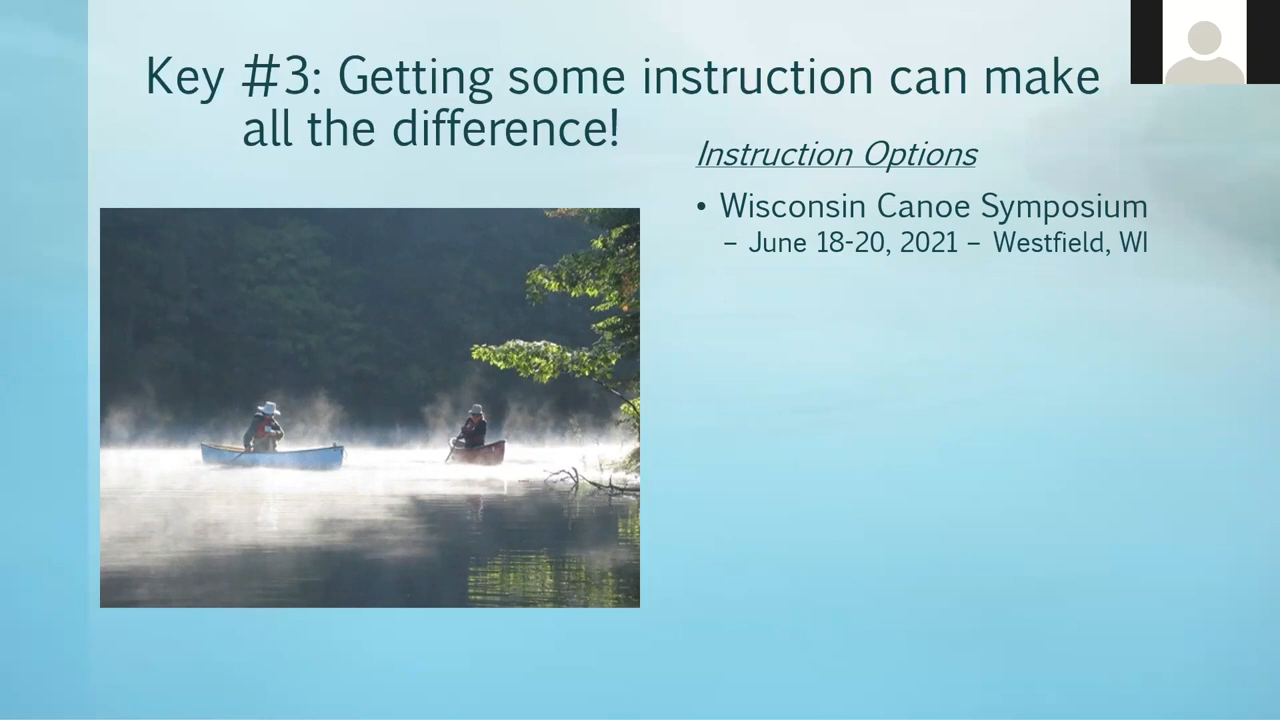 Key #3: Getting some instruction can make
all the difference!
Instruction Options
• Wisconsin Canoe Symposium
– June 18-20, 2021 – Westfield, WI